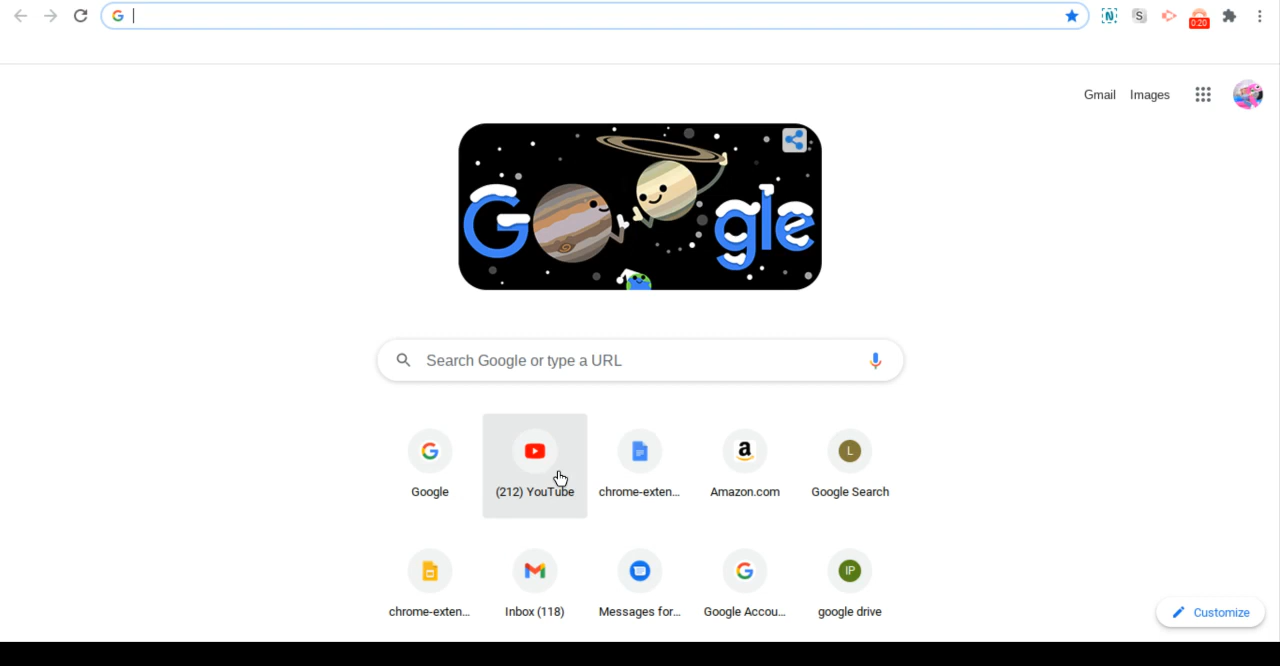 N S 0:20
Gmail Images
Google
Search Google or type a URL
a L
Google (212) YouTube chrome-exten... Amazon.com Google Search
IP
chrome-exten... Inbox (118) Messages for... Google Accou... google drive
Customize